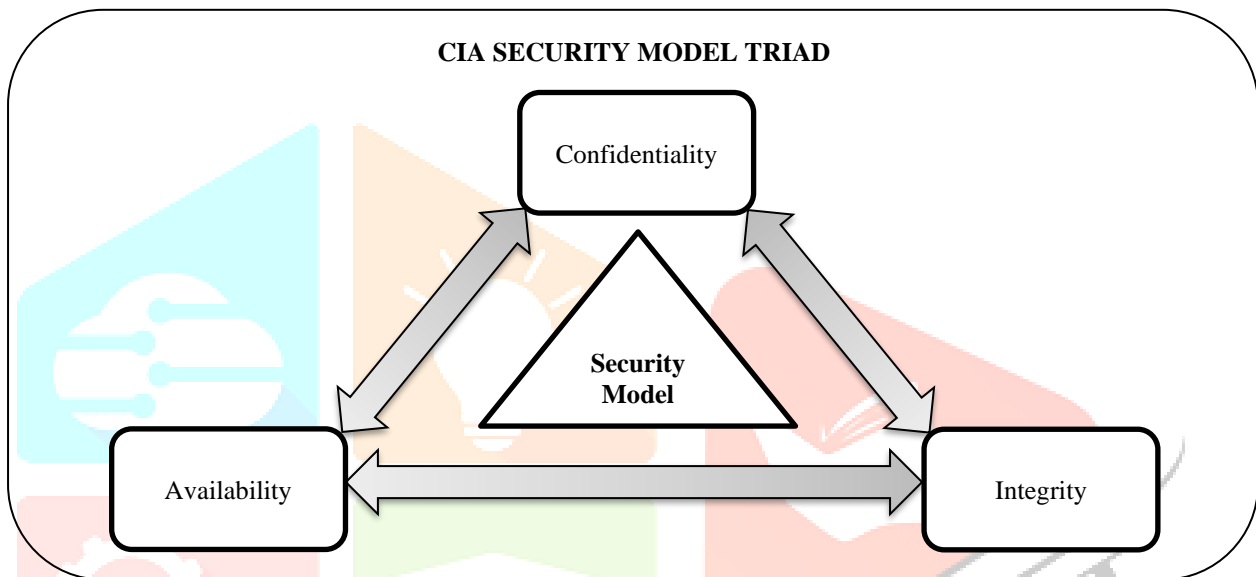 CIA SECURITY MODEL TRIAD
Confidentiality
Security
Model
Availability
Integrity